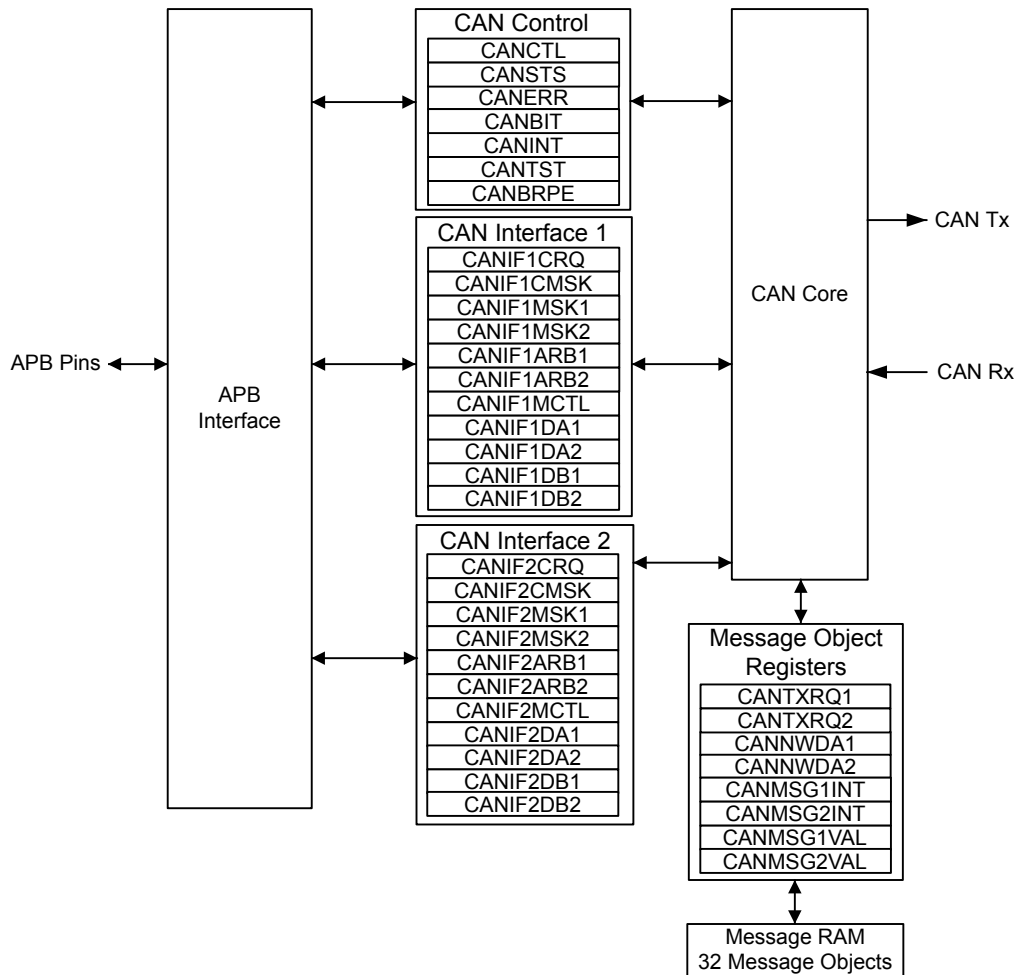 APB Pins
APB
Interface
CAN Control
CANCTL
CANSTS
CANERR
CANBIT
CANINT
CANTST
CANBRPE
CAN Interface 1
CANIF1CRQ
CANIF1CMSK
CANIF1MSK1
CANIF1MSK2
CANIF1ARB1
CANIF1ARB2
CANIF1MCTL
CANIF1DA1
CANIF1DA2
CANIF1DB1
CANIF1DB2
CAN Interface 2
CANIF2CRQ
CANIF2CMSK
CANIF2MSK1
CANIF2MSK2
CANIF2ARB1
CANIF2ARB2
CANIF2MCTL
CANIF2DA1
CANIF2DA2
CANIF2DB1
CANIF2DB2
CAN Core
CAN Tx
CAN Rx
Message Object
Registers
CANTXRQ1
CANTXRQ2
CANNWDA1
CANNWDA2
CANMSG1INT
CANMSG2INT
CANMSG1VAL
CANMSG2VAL
Message RAM
32 Message Objects